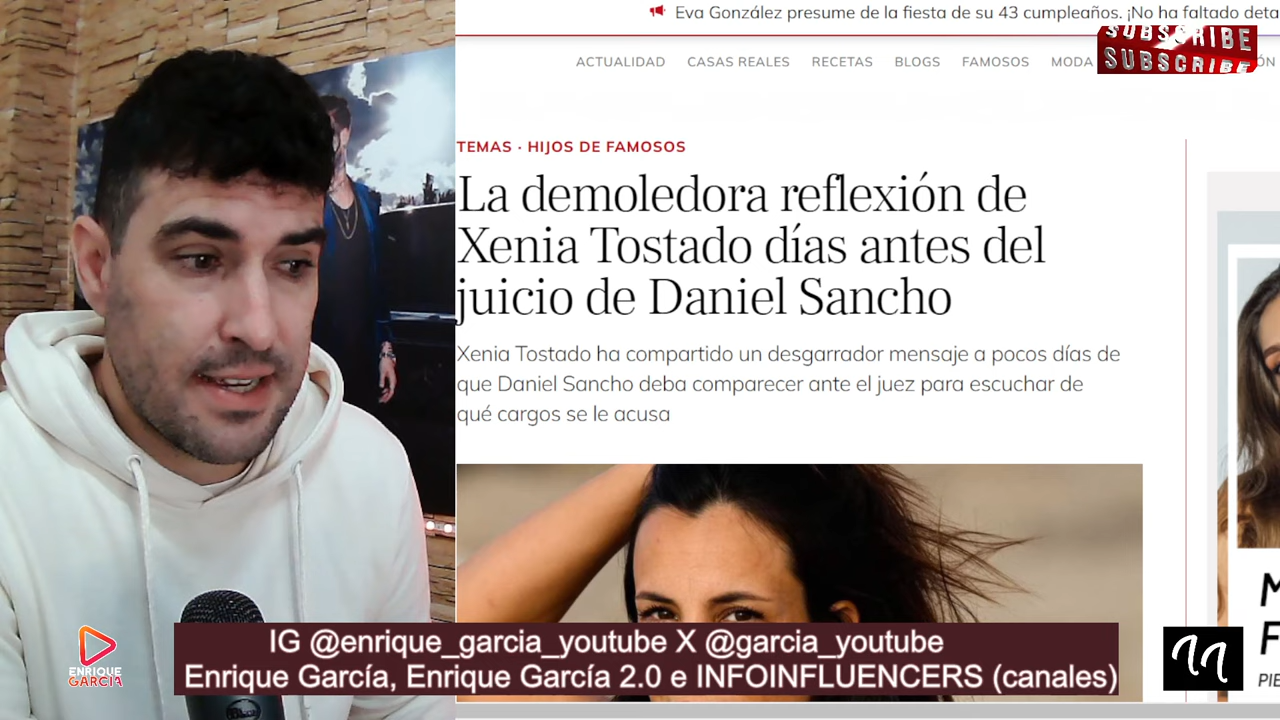 Eva González presume de la fiesta de su 43 cumpleaños. ¡No ha faltado deta
SUBSCRIBE
SUBSCRIBE
ACTUALIDAD CASAS REALES RECETAS BLOGS FAMOSOS MODA ÓN
TEMAS · HIJOS DE FAMOSOS
La demoledora reflexión de
Xenia Tostado días antes del
juicio de Daniel Sancho
Xenia Tostado ha compartido un desgarrador mensaje a pocos días de
que Daniel Sancho deba comparecer ante el juez para escuchar de
qué cargos se le acusa
M
F
PIE
IG @enrique_garcia_youtube X @garcia_youtube
Enrique García, Enrique García 2.0 e INFOINFLUENCERS (canales)
ENRIQUE
GARCÍA